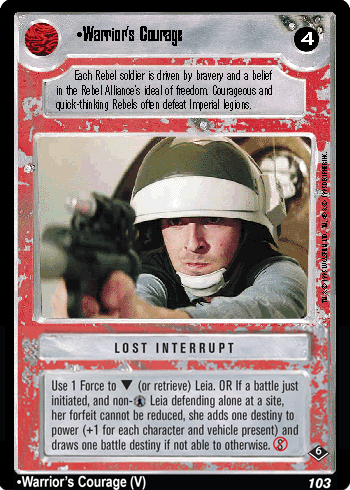 •Warrior's Courage
4
Each Rebel soldier is driven by bravery and a belief
in the Rebel Alliance's ideal of freedom. Courageous and
quick-thinking Rebels often defeat Imperial legions.
LOST INTERRUPT
Use 1 Force to ▼ (or retrieve) Leia. OR If a battle just
initiated, and non- Leia defending alone at a site,
her forfeit cannot be reduced, she adds one destiny to
power (+1 for each character and vehicle present) and
draws one battle destiny if not able to otherwise.
6
•Warrior's Courage (V)
103